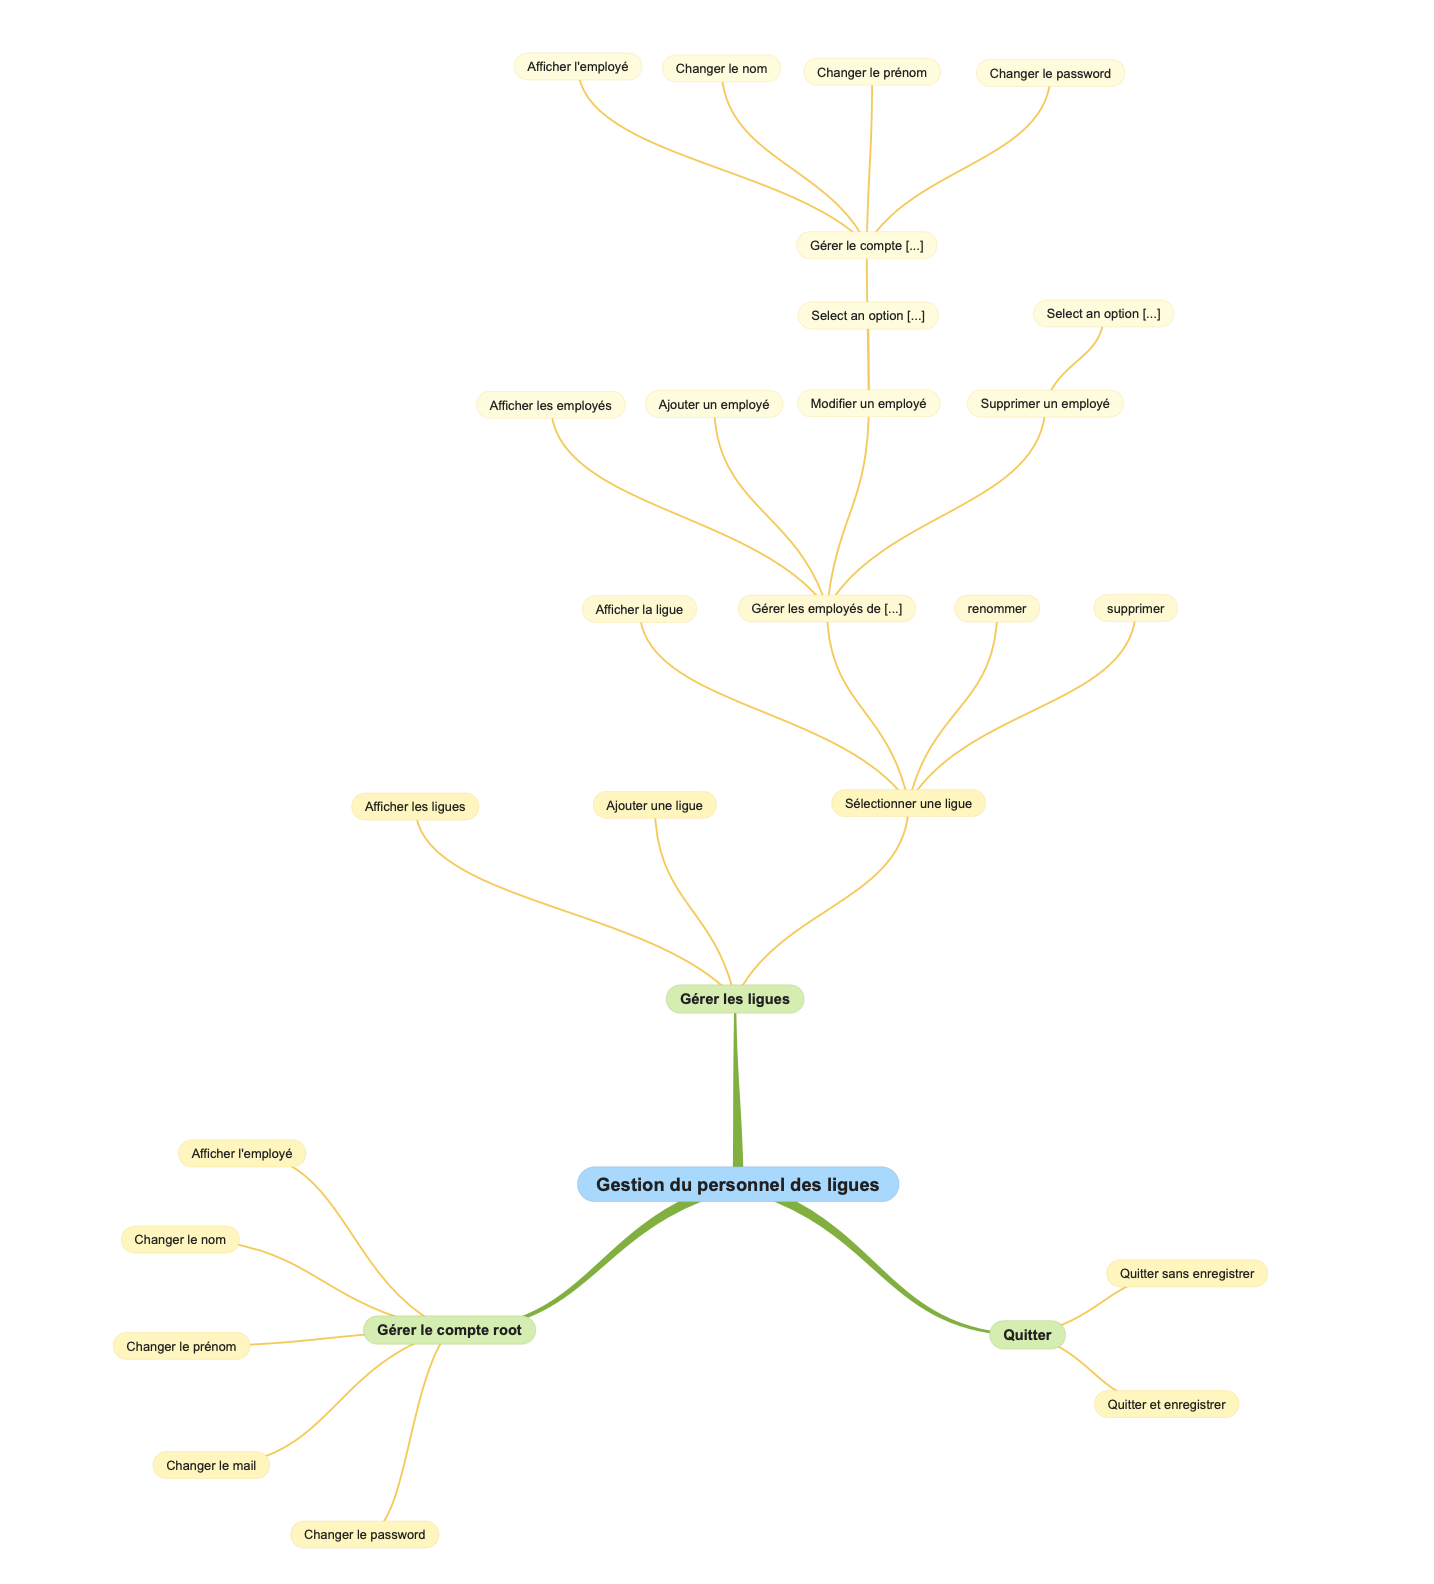 Afficher l'employé
Changer le nom
Changer le prénom
Changer le password
Gérer le compte [...]
Select an option [...]
Select an option [...]
Afficher les employés
Ajouter un employé
Modifier un employé
Supprimer un employé
Afficher la ligue
Gérer les employés de [...]
renommer
supprimer
Afficher les ligues
Ajouter une ligue
Sélectionner une ligue
Gérer les ligues
Afficher l'employé
Gestion du personnel des ligues
Changer le nom
Quitter sans enregistrer
Gérer le compte root
Quitter
Changer le prénom
Quitter et enregistrer
Changer le mail
Changer le password